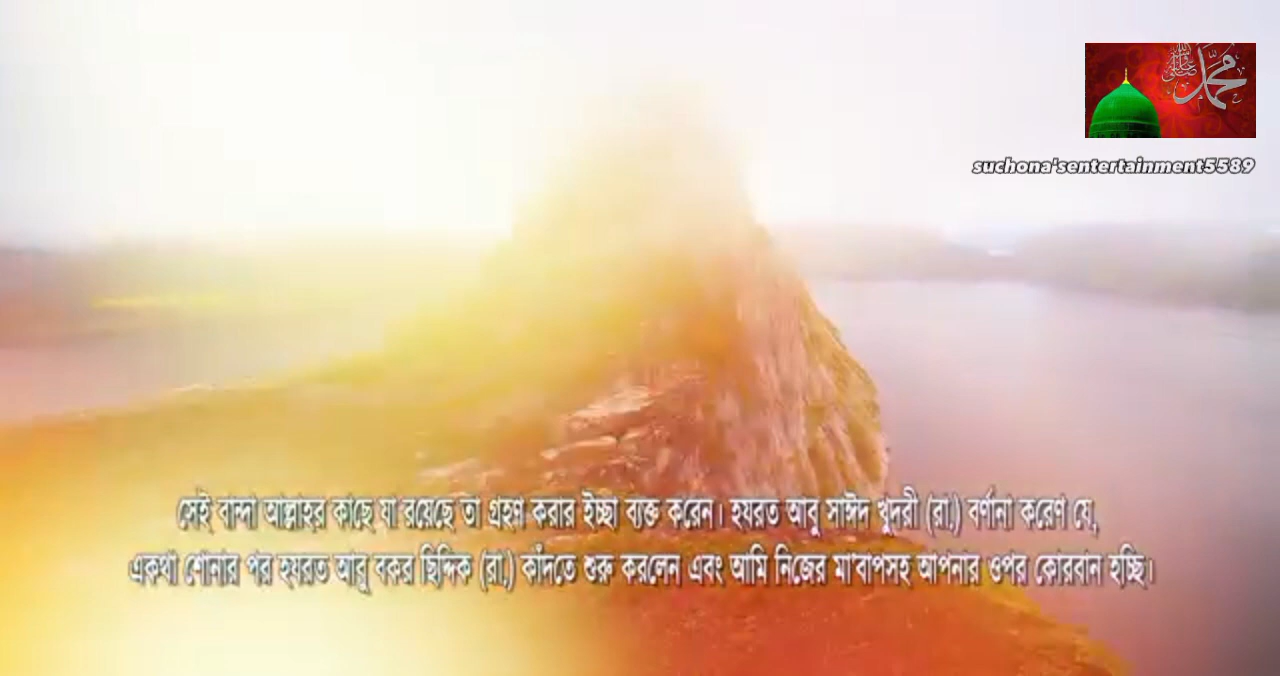 محمد
suchona'sentertainment5589
সেই বান্দা আল্লাহর কাছে যা রয়েছে তা গ্রহণ করার ইচ্ছা ব্যক্ত করেন। হযরত আবু সাঈদ খুদরী (রা.) বর্ণনা করেণ যে,
একথা শোনার পর হযরত আবু বকর ছিদ্দিক (রা.) কাঁদতে শুরু করলেন এবং আমি নিজের মা'বাপসহ আপনার ওপর কোরবান হচ্ছি।